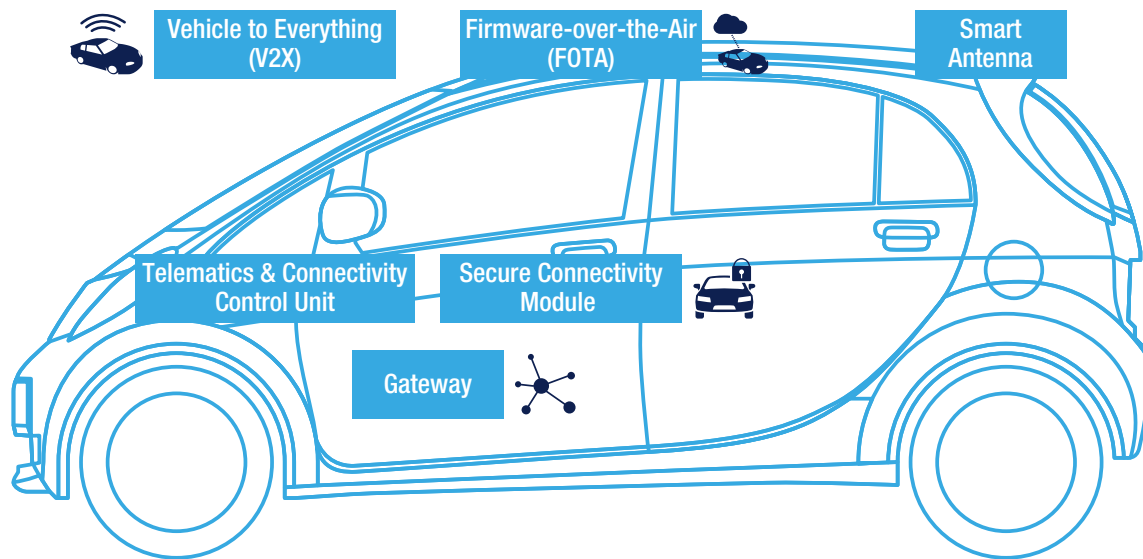 Vehicle to Everything
(V2X)
Firmware-over-the-Air
(FOTA)
Smart
Antenna
Telematics & Connectivity
Control Unit
Secure Connectivity
Module
Gateway